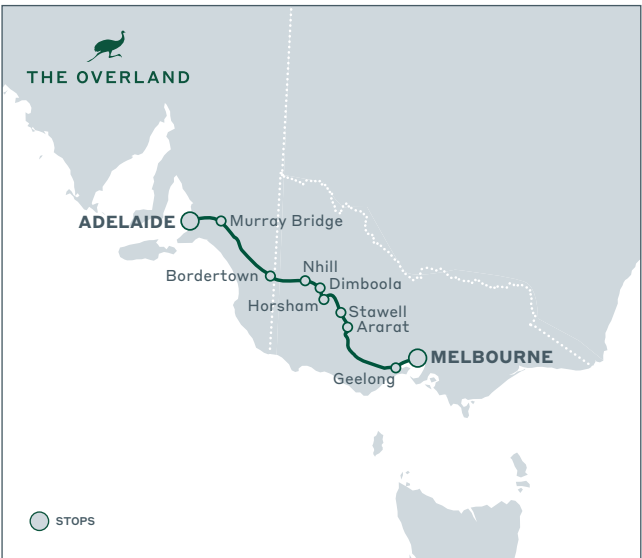 THE OVERLAND
ADELAIDE
Murray Bridge
Bordertown
Nhill
Dimboola
Horsham
Stawell
Ararat
MELBOURNE
Geelong
STOPS